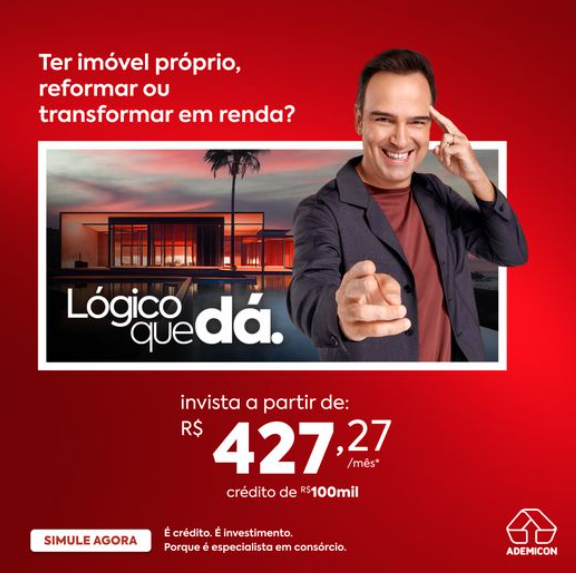 Ter imóvel próprio,
reformar ou
transformar em renda?
Lógico
que dá.
invista a partir de:
R$ 427,27
/mês*
crédito de R$100mil
SIMULE AGORA
É crédito. É investimento.
Porque é especialista em consórcio.
ADEMICON